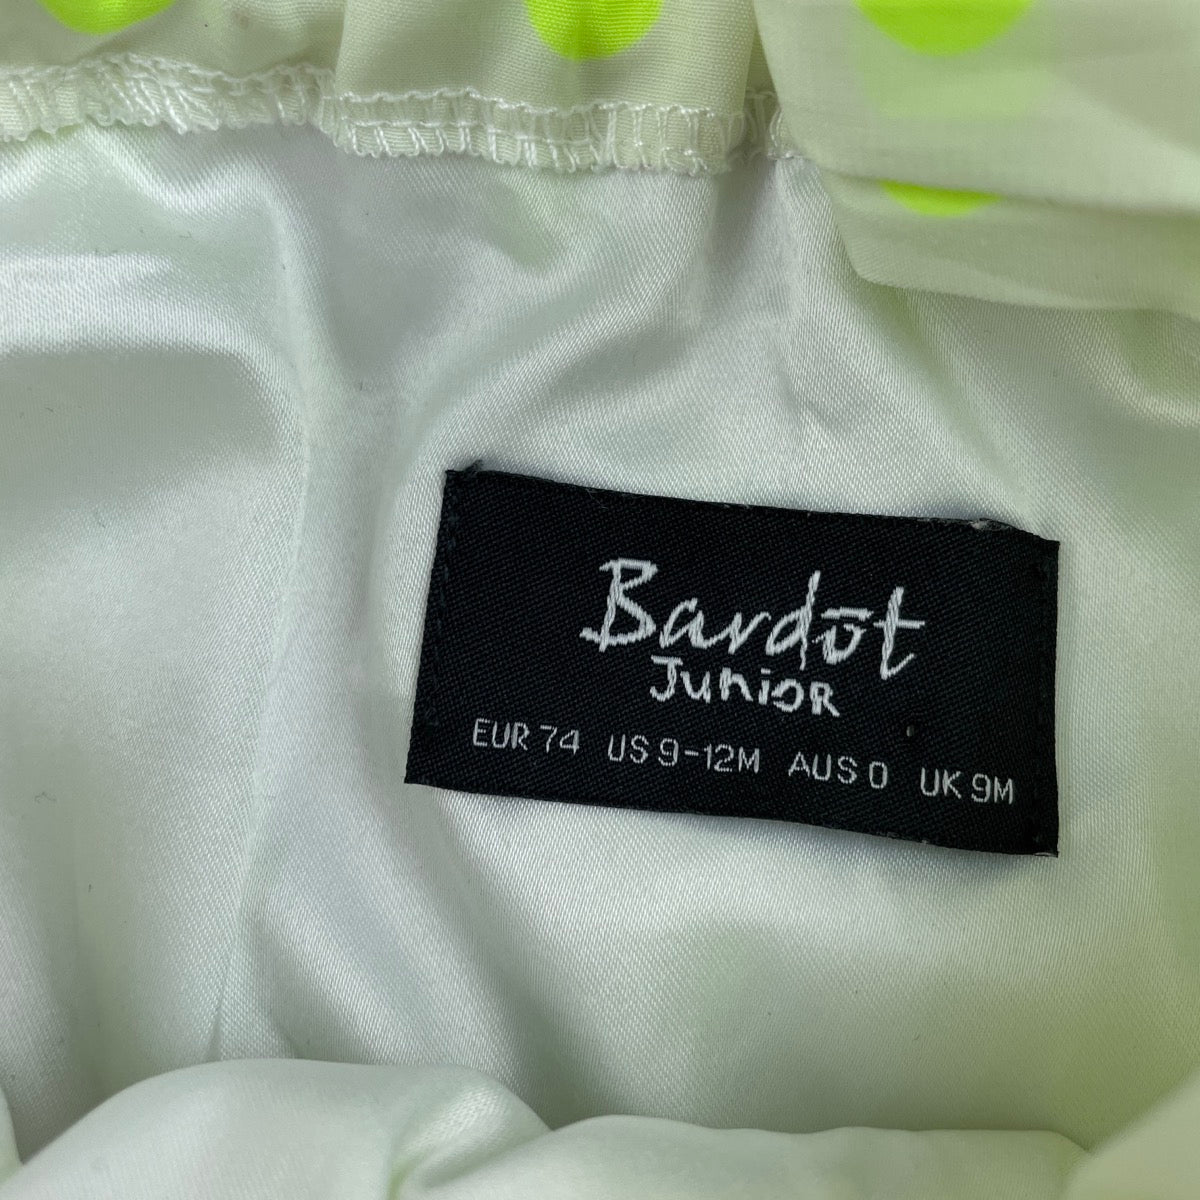 Bardōt
JuniOR
EUR 74 US 9-12M AUS 0 UK 9M